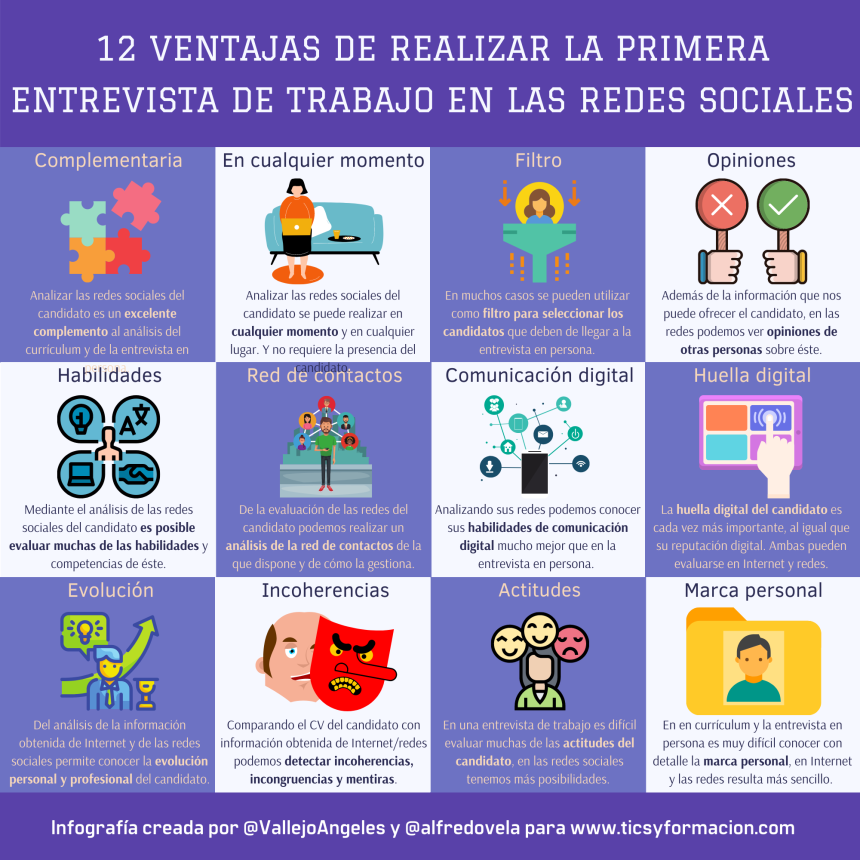 12 VENTAJAS DE REALIZAR LA PRIMERA
ENTREVISTA DE TRABAJO EN LAS REDES SOCIALES
Complementaria
Analizar las redes sociales del
candidato es un excelente
complemento al análisis del
currículum y de la entrevista en
En cualquier momento
Analizar las redes sociales del
candidato se puede realizar en
cualquier momento y en cualquier
lugar. Y no requiere la presencia del
candidato.
Filtro
En muchos casos se pueden utilizar
como filtro para seleccionar los
candidatos que deben de llegar a la
entrevista en persona.
Opiniones
Además de la información que nos
puede ofrecer el candidato, en las
redes podemos ver opiniones de
otras personas sobre éste.
Habilidades
Mediante el análisis de las redes
sociales del candidato es posible
evaluar muchas de las habilidades y
competencias de éste.
Red de contactos
De la evaluación de las redes del
candidato podemos realizar un
análisis de la red de contactos de la
que dispone y de cómo la gestiona.
Comunicación digital
Analizando sus redes podemos conocer
sus habilidades de comunicación
digital mucho mejor que en la
entrevista en persona.
Huella digital
La huella digital del candidato es
cada vez más importante, al igual que
su reputación digital. Ambas pueden
evaluarse en Internet y redes.
Evolución
Del análisis de la información
obtenida de Internet y de las redes
sociales permite conocer la evolución
personal y profesional del candidato.
Incoherencias
Comparando el CV del candidato con
información obtenida de Internet/redes
podemos detectar incoherencias,
incongruencias y mentiras.
Actitudes
En una entrevista de trabajo es difícil
evaluar muchas de las actitudes del
candidato, en las redes sociales
tenemos más posibilidades.
Marca personal
En en currículum y la entrevista en
persona es muy difícil conocer con
detalle la marca personal, en Internet
y las redes resulta más sencillo.
Infografía creada por @VallejoAngeles y @alfredovela para www.ticsyformacion.com